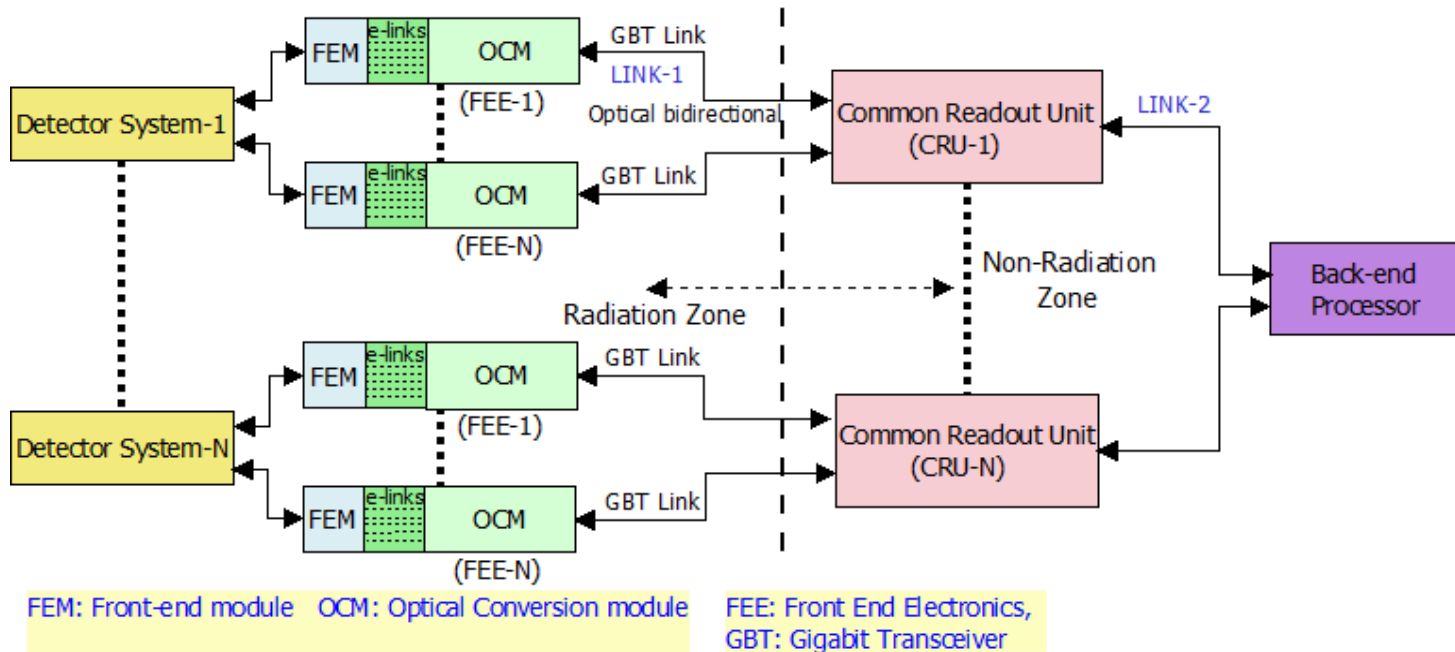 e-links
FEM
OCM
(FEE-1)
GBT Link
LINK-1
Optical bidirectional
Detector System-1
Common Readout Unit
(CRU-1)
LINK-2
e-links
FEM
OCM
(FEE-N)
GBT Link
Non-Radiation
Zone
Radiation Zone
Back-end
Processor
e-links
FEM
OCM
(FEE-1)
GBT Link
Detector System-N
Common Readout Unit
(CRU-N)
e-links
FEM
OCM
(FEE-N)
GBT Link
FEM: Front-end module OCM: Optical Conversion module
FEE: Front End Electronics,
GBT: Gigabit Transceiver